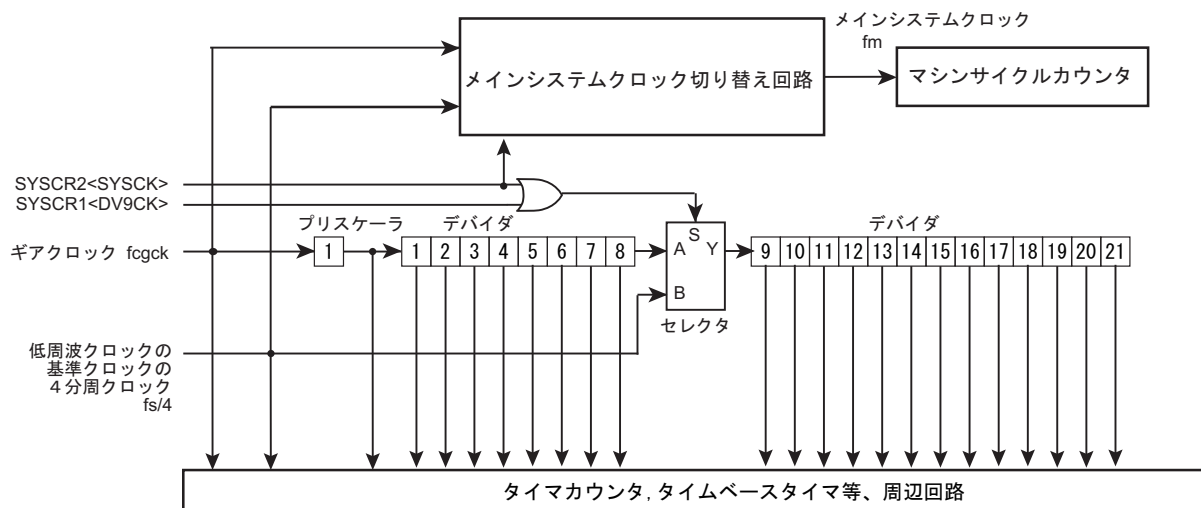 メインシステムクロック
fm
メインシステムクロック切り替え回路
マシンサイクルカウンタ
SYSCR2<SYSCK>
SYSCR1<DV9CK>
プリスケーラ
デバイダ
デバイダ
ギアクロック fcgck
1
1 2 3 4 5 6 7 8
A S Y
B
9 10 11 12 13 14 15 16 17 18 19 20 21
セレクタ
低周波クロックの
基準クロックの
4分周クロック
fs/4
タイマカウンタ, タイムベースタイマ等、周辺回路